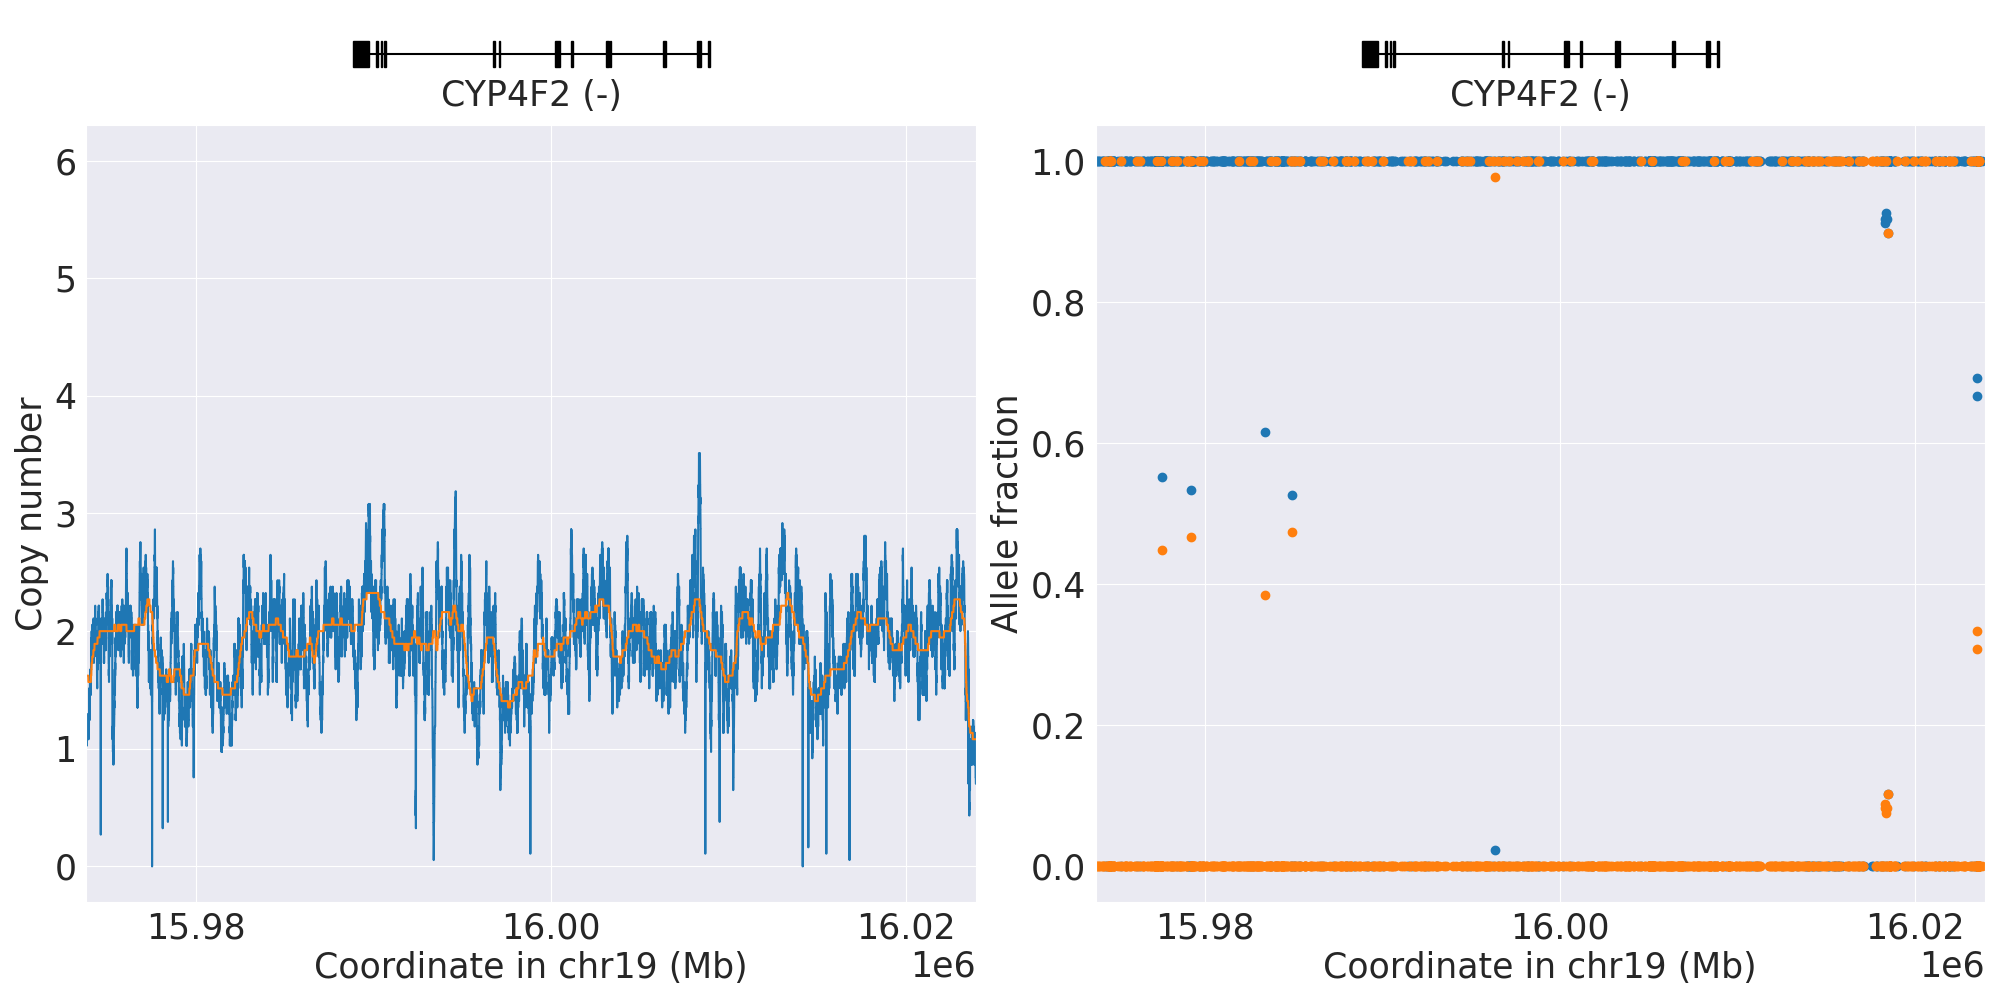 CYP4F2 (-)
6
5
4
3
2
1
0
Copy number
15.98
16.00
16.02
Coordinate in chr19 (Mb)
1e6
CYP4F2 (-)
1.0
0.8
0.6
0.4
0.2
0.0
Allele fraction
15.98
16.00
16.02
Coordinate in chr19 (Mb)
1e6